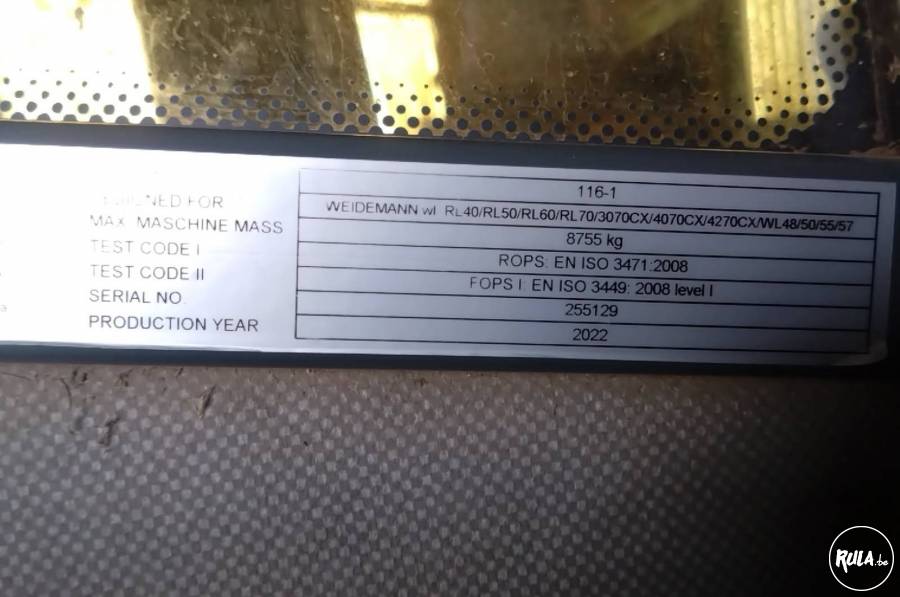 116-1
DESIGNED FOR WEIDEMANN wl RL40/RL50/RL60/RL70/3070CX/4070CX/4270CX/WL48/50/55/57
MAX. MASCHINE MASS 8755 kg
TEST CODE I ROPS: EN ISO 3471:2008
TEST CODE II FOPS I: EN ISO 3449: 2008 level I
SERIAL NO. 255129
PRODUCTION YEAR 2022
RULA.be